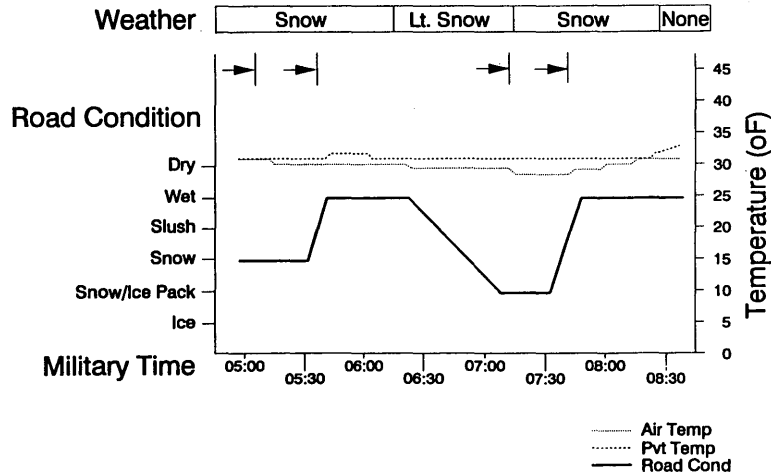 Weather Snow Lt. Snow Snow None
Road Condition
Dry
Wet
Slush
Snow
Snow/Ice Pack
Ice
45
40
35
30
25
20
15
10
5
0
Temperature (oF)
Military Time
05:00 06:00 07:00 08:00
05:30 06:30 07:30 08:30
Air Temp
Pvt Temp
Road Cond